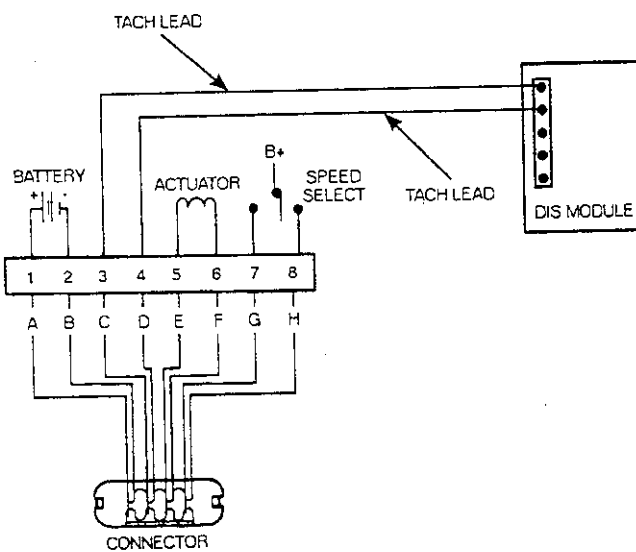 TACH LEAD
B+
BATTERY
ACTUATOR
SPEED
SELECT
TACH LEAD
DIS MODULE
+ -
1 2 3 4 5 6 7 8
A B C D E F G H
CONNECTOR